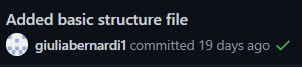 Added basic structure file
giuliabernardi1 committed 19 days ago